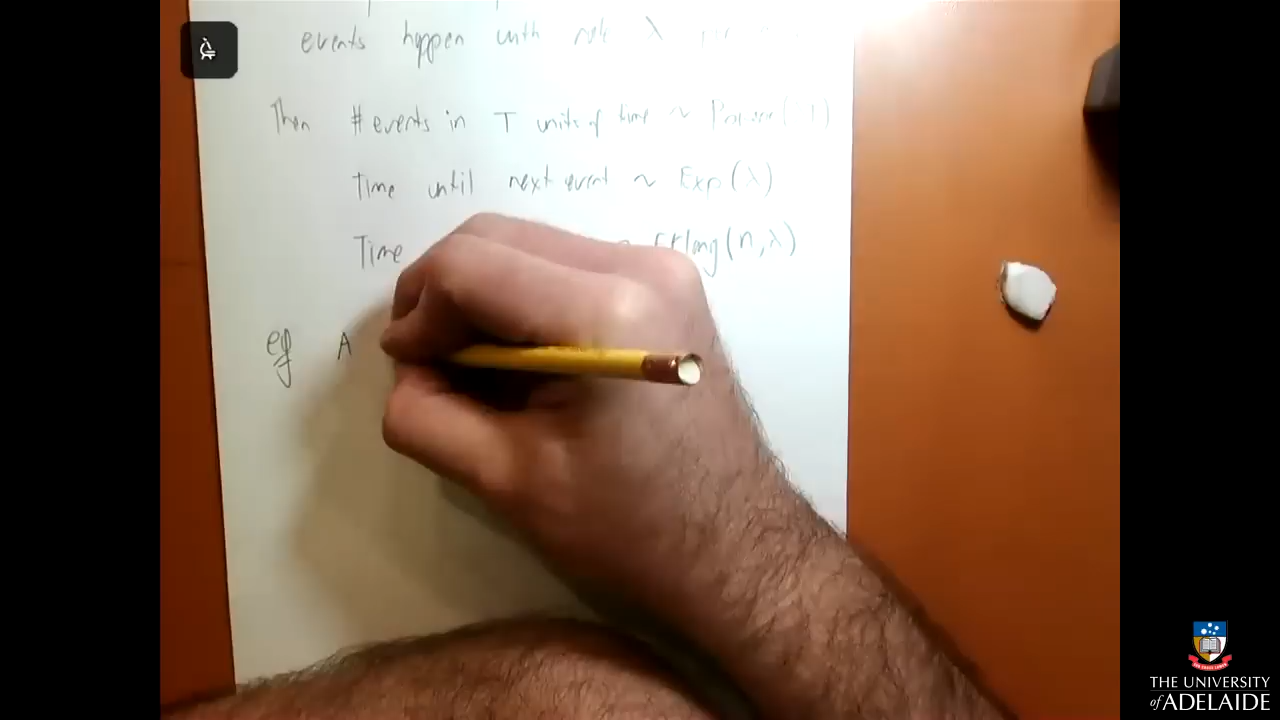 events happen with rate λ per
Then # events in T units of time ~ Poisson( T)
Time until next event ~ Exp(λ)
Time ~ Erlang(n,λ)
eg A
THE UNIVERSITY
of ADELAIDE